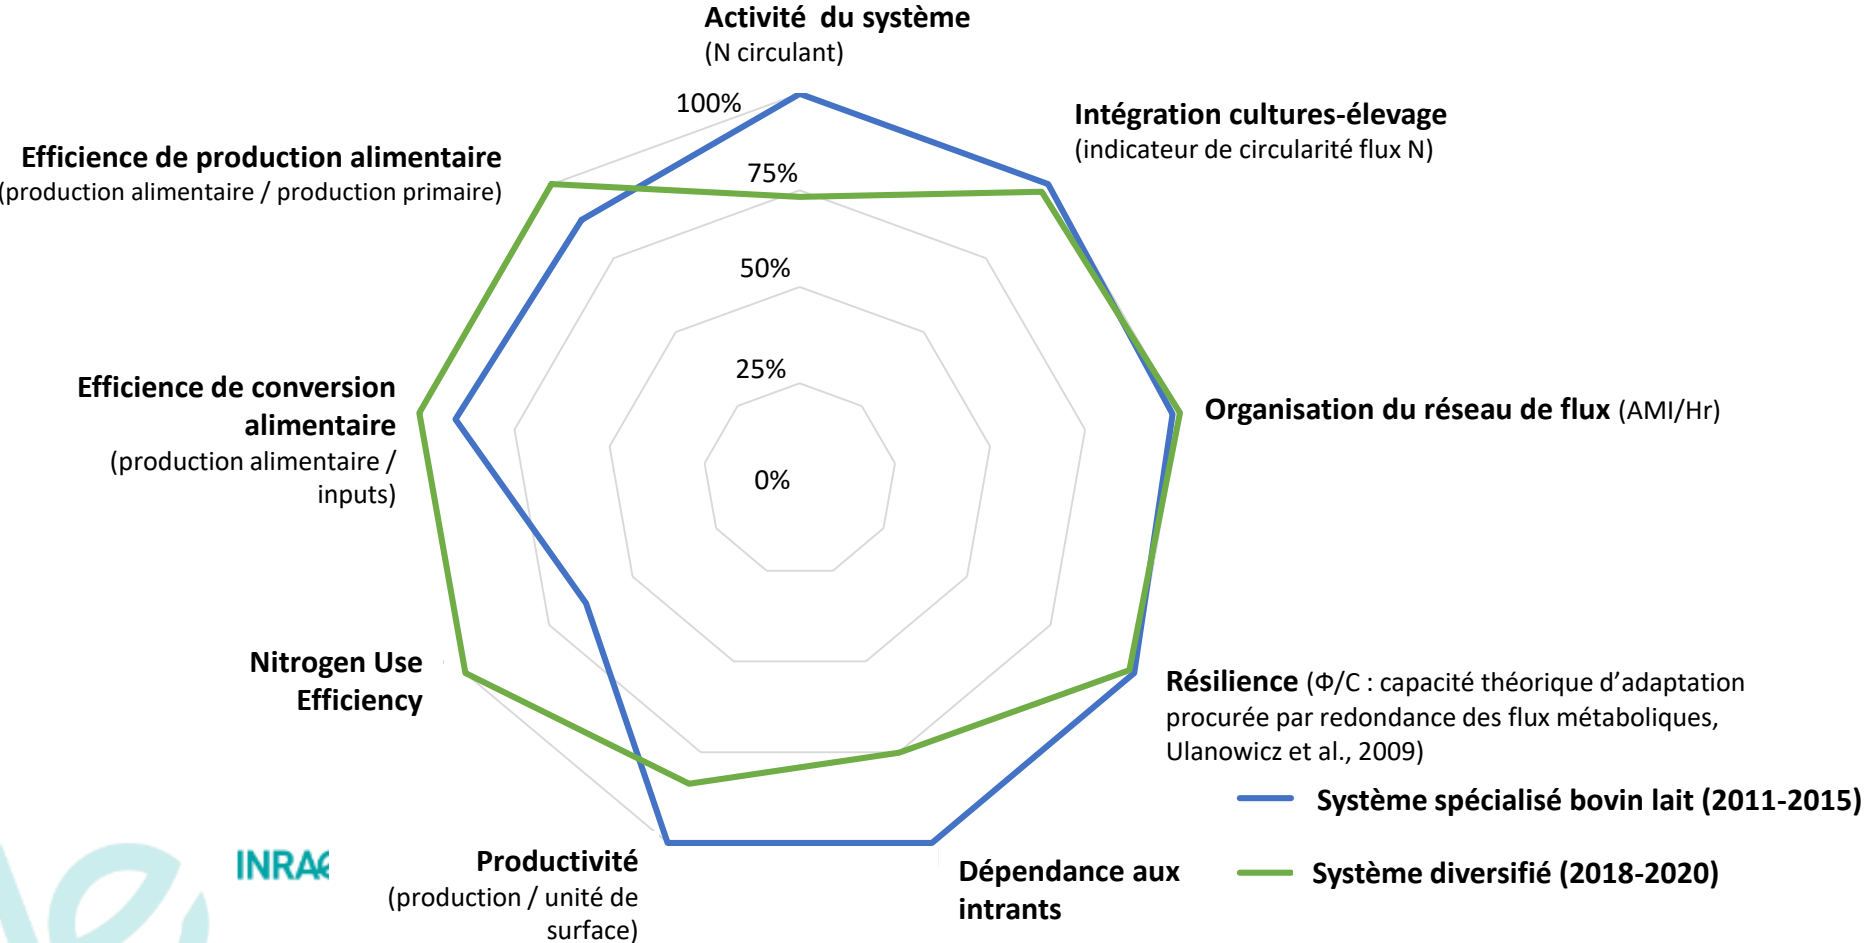 Activité du système
(N circulant)
100%
75%
50%
25%
0%
Intégration cultures-élevage
(indicateur de circularité flux N)
Organisation du réseau de flux (AMI/Hr)
Résilience (Φ/C : capacité théorique d’adaptation
procurée par redondance des flux métaboliques,
Ulanowicz et al., 2009)
Dépendance aux
intrants
Productivité
(production / unité de
surface)
Nitrogen Use
Efficiency
Efficience de conversion
alimentaire
(production alimentaire /
inputs)
Efficience de production alimentaire
(production alimentaire / production primaire)
Système spécialisé bovin lait (2011-2015)
Système diversifié (2018-2020)
INRAE